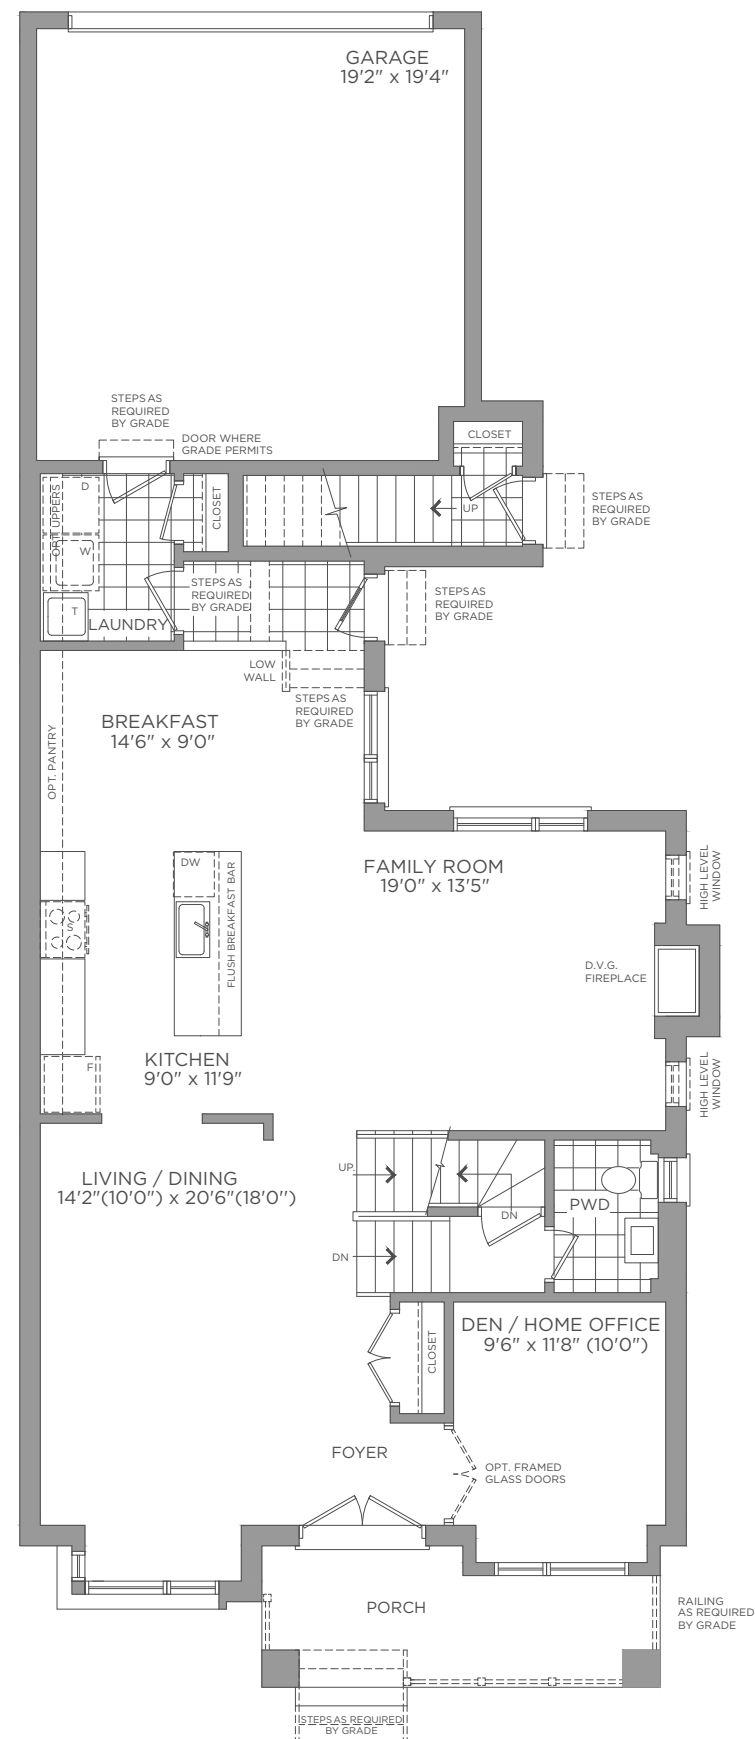 GARAGE
19'2" x 19'4"
STEPS AS
REQUIRED
BY GRADE
DOOR WHERE
GRADE PERMITS
CLOSET
D
OPT. UPPERS
W
T
LAUNDRY
CLOSET
UP
STEPS AS
REQUIRED
BY GRADE
STEPS AS
REQUIRED
BY GRADE
STEPS AS
REQUIRED
BY GRADE
LOW
WALL
STEPS AS
REQUIRED
BY GRADE
BREAKFAST
14'6" x 9'0"
OPT. PANTRY
DW
FLUSH BREAKFAST BAR
S
FAMILY ROOM
19'0" x 13'5"
HIGH LEVEL
WINDOW
D.V.G.
FIREPLACE
HIGH LEVEL
WINDOW
KITCHEN
9'0" x 11'9"
F
LIVING / DINING
14'2"(10'0") x 20'6"(18'0")
UP
DN
PWD
DN
DEN / HOME OFFICE
9'6" x 11'8" (10'0")
CLOSET
FOYER
OPT. FRAMED
GLASS DOORS
PORCH
RAILING
AS REQUIRED
BY GRADE
STEPS AS REQUIRED
BY GRADE